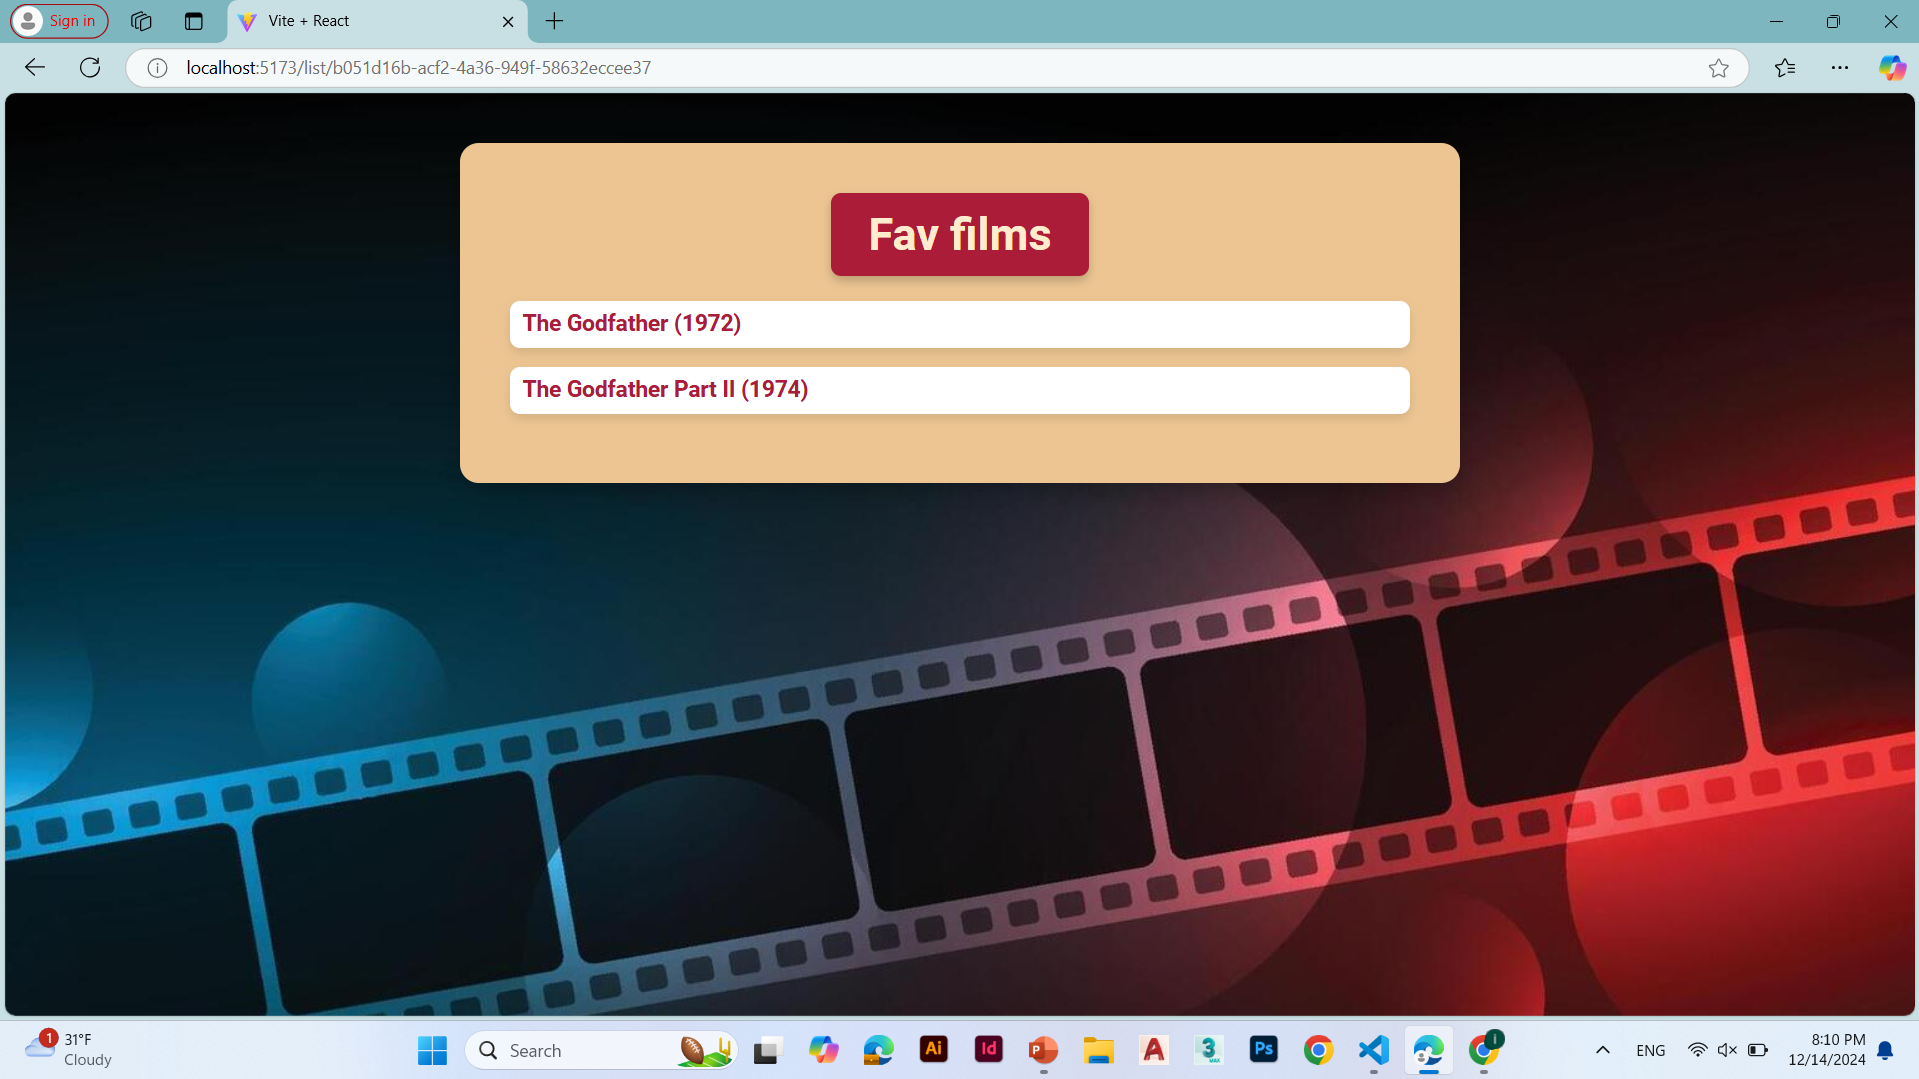 Sign in
Vite + React
localhost:5173/list/b051d16b-acf2-4a36-949f-58632eccee37
Fav films
The Godfather (1972)
The Godfather Part II (1974)
1
31°F
Cloudy
Search
Ai
Id
P
A
3
MAX
Ps
i
ENG
8:10 PM
12/14/2024